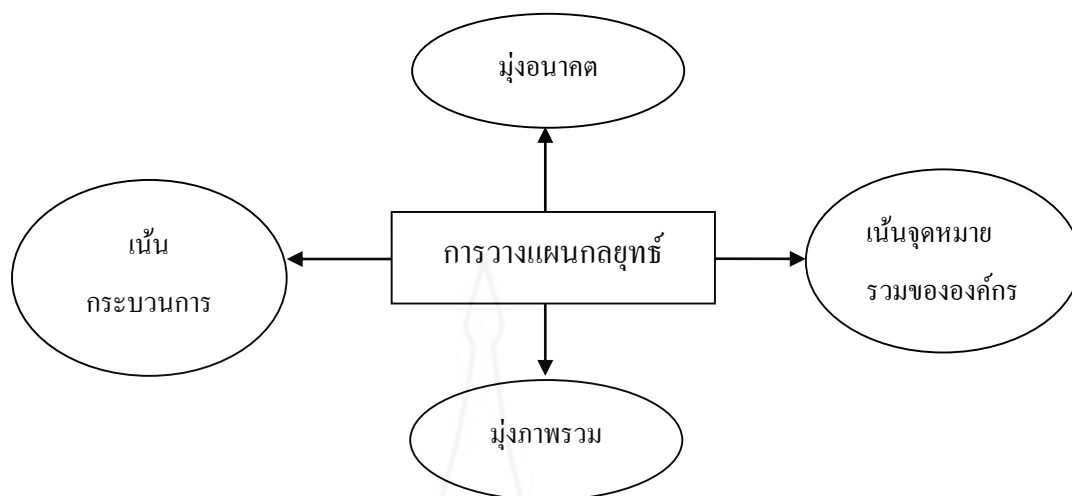 มุ่งอนาคต
เน้น
กระบวนการ
การวางแผนกลยุทธ์
เน้นจุดหมาย
รวมขององค์กร
มุ่งภาพรวม